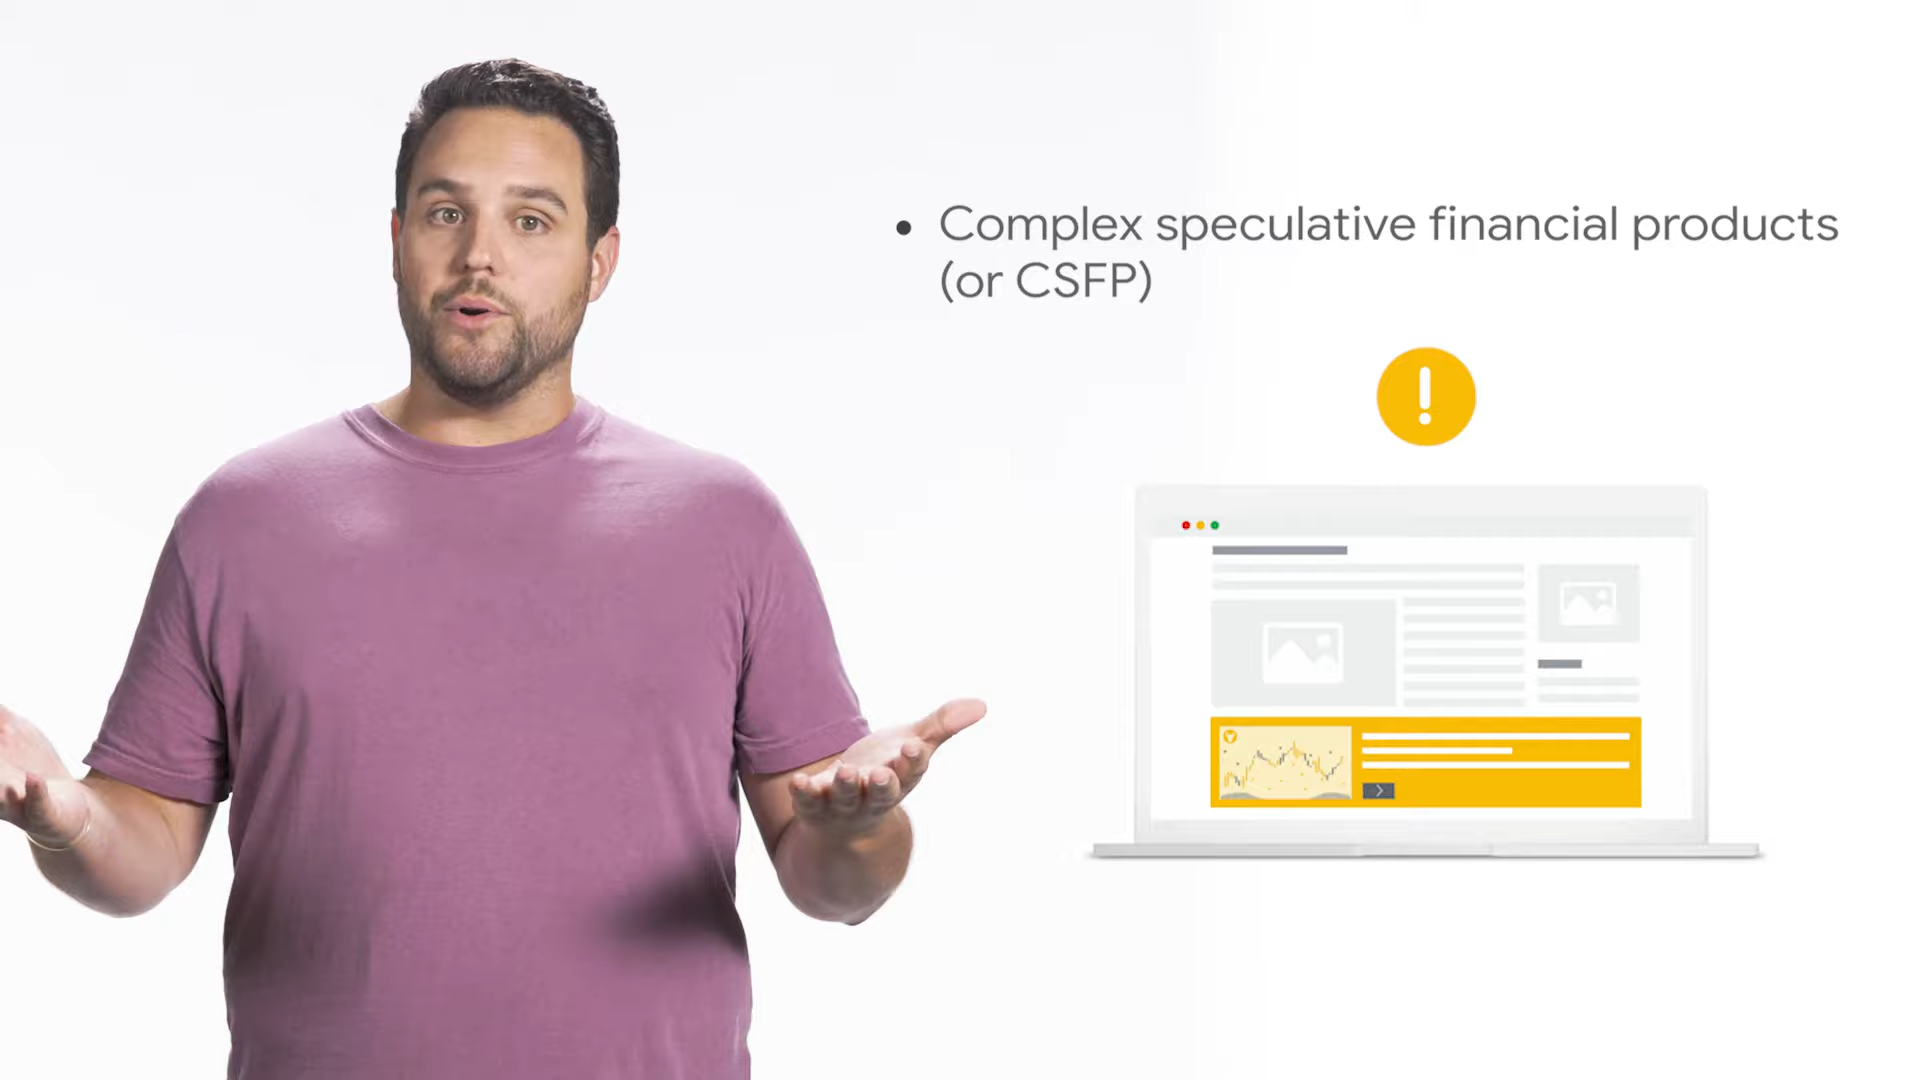 • Complex speculative financial products
(or CSFP)